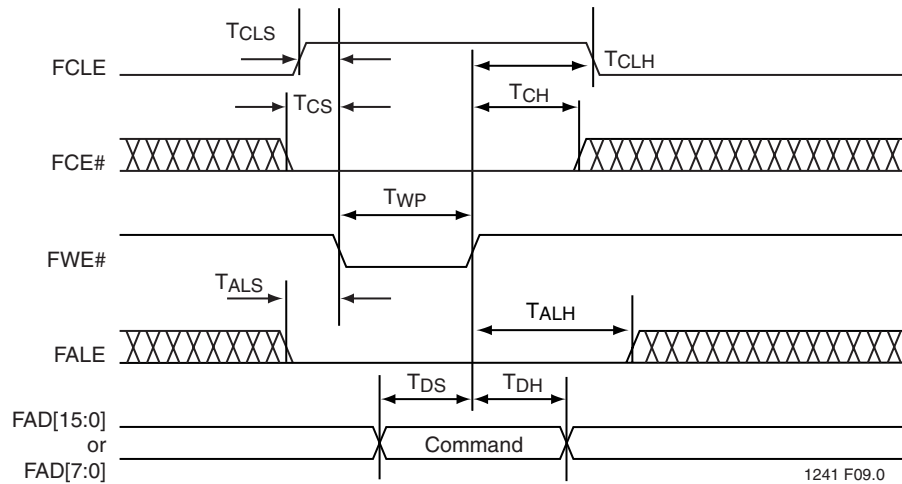 TCLS
FCLE
TCLH
TCS
TCH
FCE#
TWP
FWE#
TALS
TALH
FALE
TDS
TDH
FAD[15:0]
or
FAD[7:0]
Command
1241 F09.0